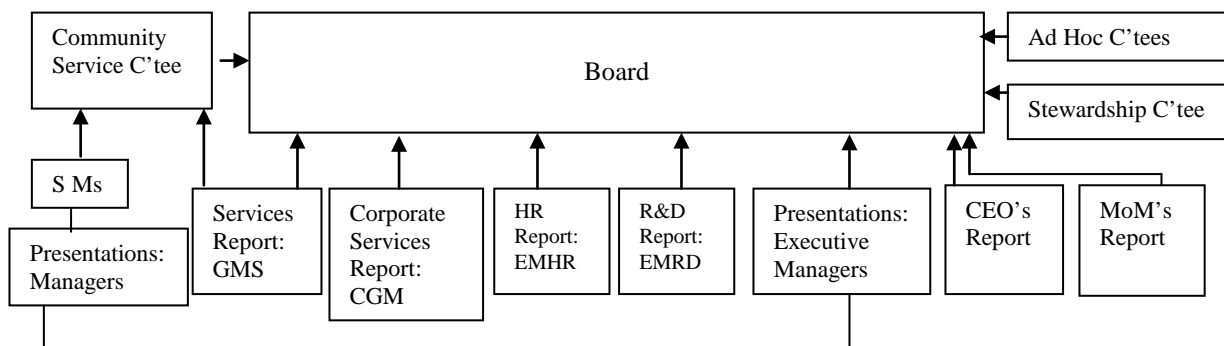 Community
Service C'tee
Board
Ad Hoc C'tees
Stewardship C'tee
S Ms
Presentations:
Managers
Services
Report:
GMS
Corporate
Services
Report:
CGM
HR
Report:
EMHR
R&D
Report:
EMRD
Presentations:
Executive
Managers
CEO's
Report
MoM's
Report